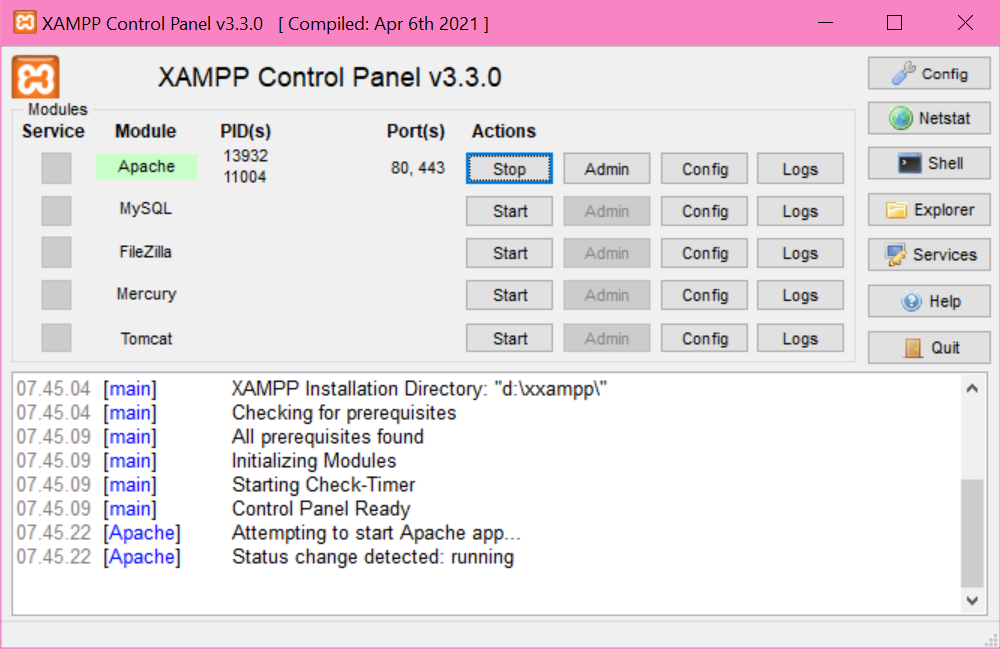 XAMPP Control Panel v3.3.0 [ Compiled: Apr 6th 2021 ]
XAMPP Control Panel v3.3.0
Config
Modules
Service Module PID(s) Port(s) Actions
Netstat
Apache 13932 11004 80, 443 Stop Admin Config Logs
Shell
MySQL Start Admin Config Logs
Explorer
FileZilla Start Admin Config Logs
Services
Mercury Start Admin Config Logs
Help
Tomcat Start Admin Config Logs
Quit
07.45.04 [main] XAMPP Installation Directory: "d:\xxampp\"
07.45.04 [main] Checking for prerequisites
07.45.09 [main] All prerequisites found
07.45.09 [main] Initializing Modules
07.45.09 [main] Starting Check-Timer
07.45.09 [main] Control Panel Ready
07.45.22 [Apache] Attempting to start Apache app...
07.45.22 [Apache] Status change detected: running